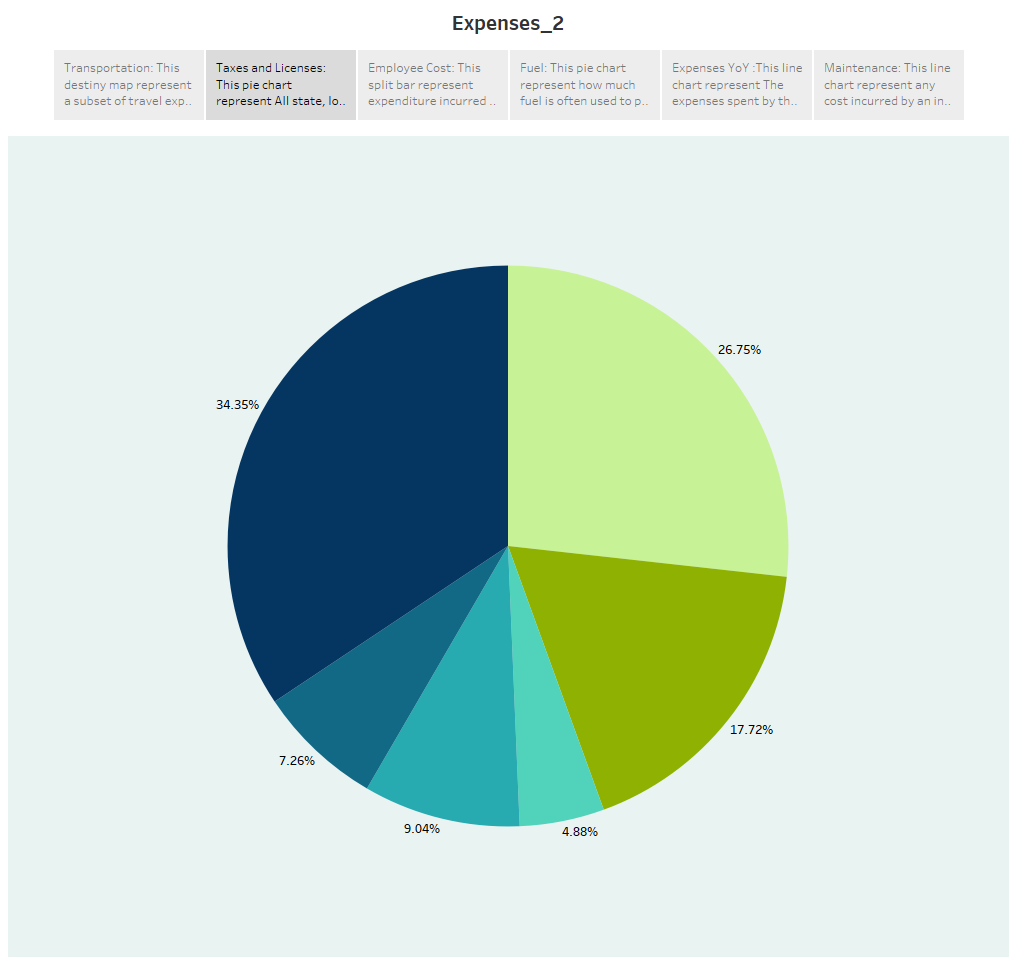 Expenses_2
Transportation: This
destiny map represent
a subset of travel exp..
Taxes and Licenses:
This pie chart
represent All state, lo..
Employee Cost: This
split bar represent
expenditure incurred ..
Fuel: This pie chart
represent how much
fuel is often used to p..
Expenses YoY :This line
chart represent The
expenses spent by th..
Maintenance: This line
chart represent any
cost incurred by an in..
26.75%
34.35%
17.72%
7.26%
9.04%
4.88%